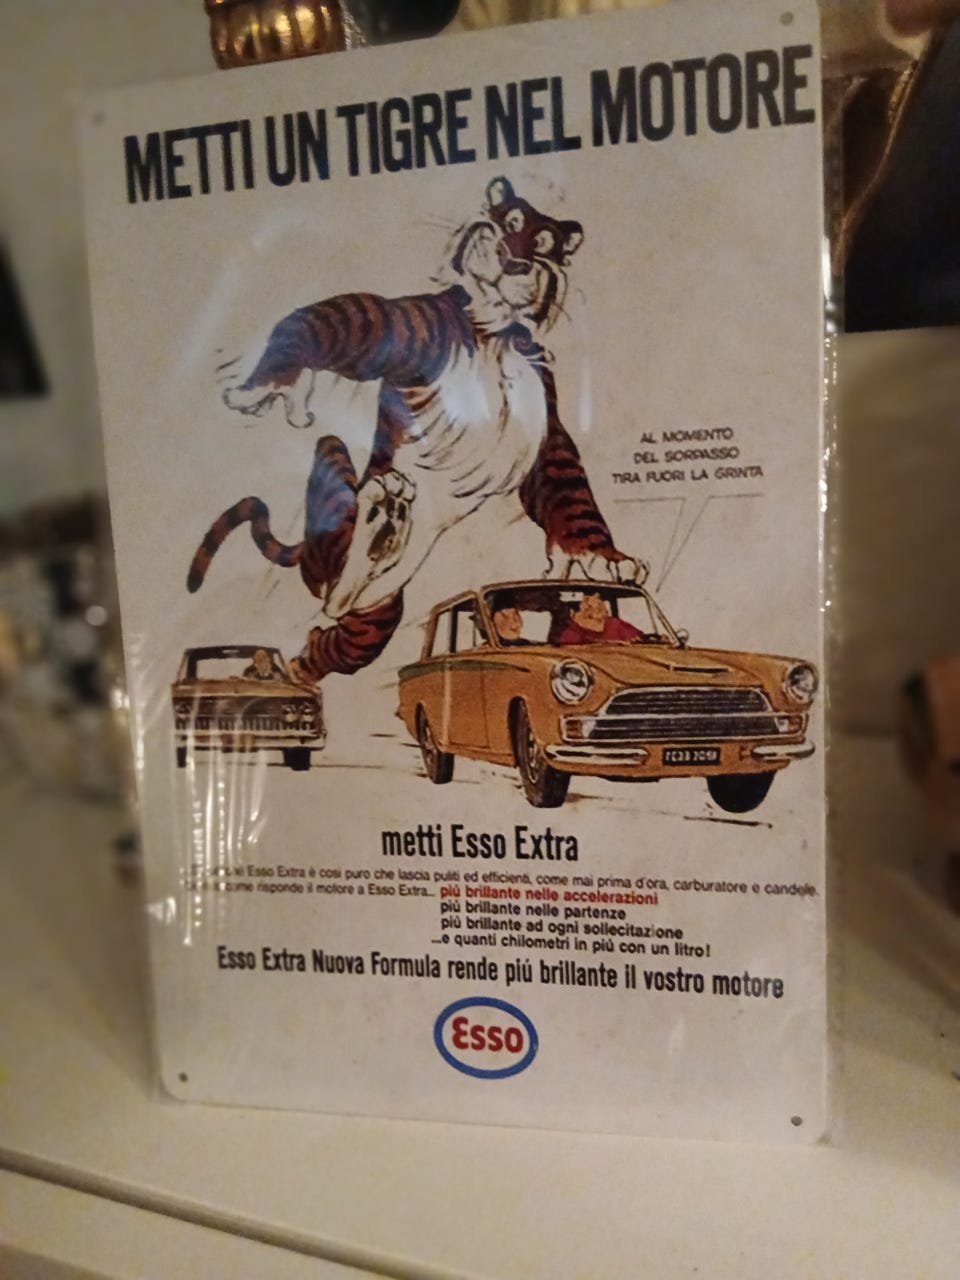 METTI UN TIGRE NEL MOTORE
AL MOMENTO
DEL SORPASSO
TIRA FUORI LA GRINTA
metti Esso Extra
Esso Extra è così puro che lascia puliti ed efficienti, come mai prima d'ora, carburatore e candele.
come risponde il motore a Esso Extra... più brillante nelle accelerazioni
più brillante nelle partenze
più brillante ad ogni sollecitazione
...e quanti chilometri in più con un litro!
Esso Extra Nuova Formula rende più brillante il vostro motore
Esso